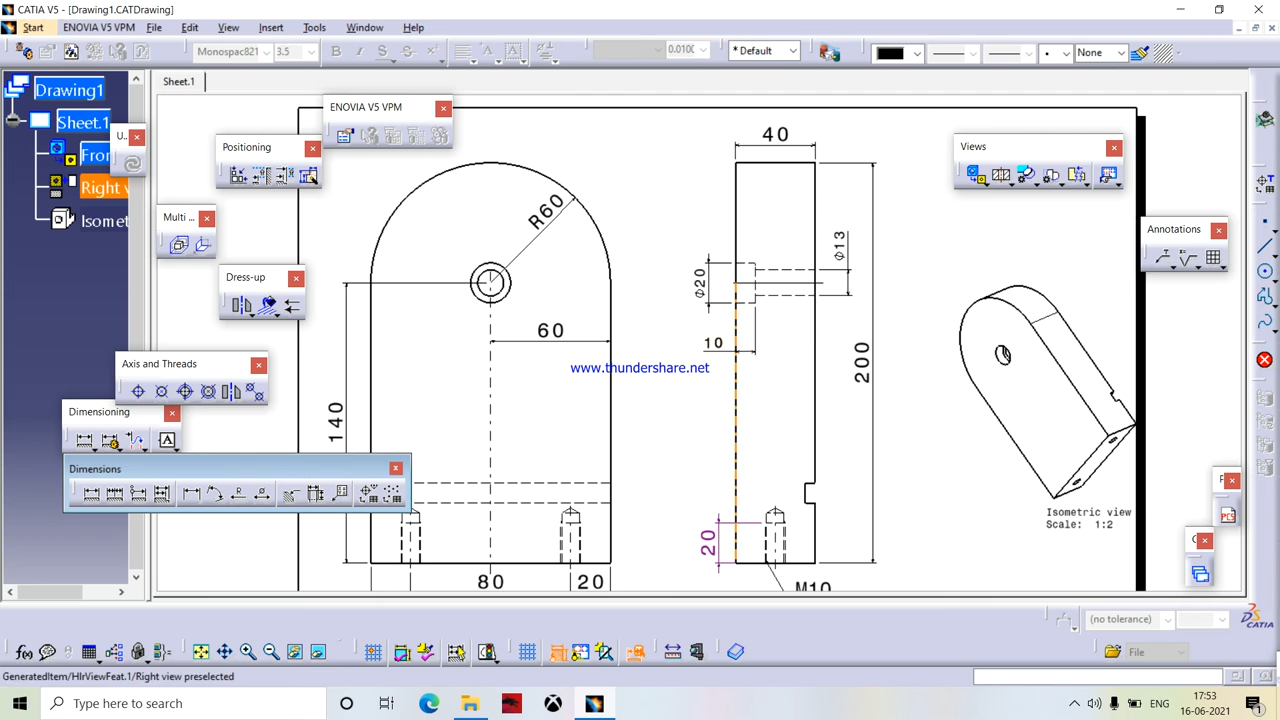 CATIA V5 - [Drawing1.CATDrawing]
Start ENOVIA V5 VPM File Edit View Insert Tools Window Help
Monospac821 3.5 B I S S 0.0100 * Default None
Sheet.1
Drawing1
Sheet.1
Fron
Right v
Isomet
U..
ENOVIA V5 VPM
Positioning
Multi ...
Dress-up
Axis and Threads
Dimensioning
Dimensions
Views
Annotations
R60
60
140
80 20
40
Φ13
Φ20
10
200
20
M10
www.thundershare.net
Isometric view
Scale: 1:2
PCS
(no tolerance)
CATIA
File
GeneratedItem/HlrViewFeat.1/Right view preselected
Type here to search
ENG
17:53
16-06-2021
1